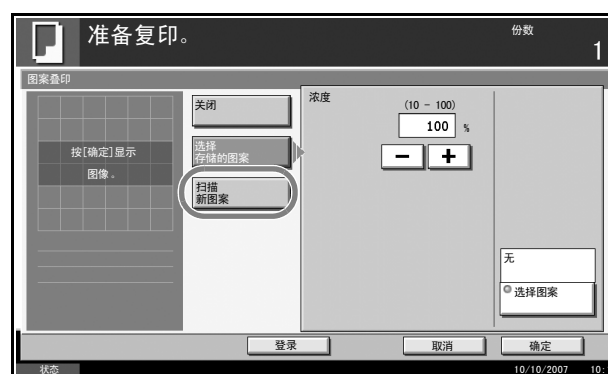 准备复印。
份数
1
图案叠印
按[确定]显示
图像。
关闭
选择
存储的图案
扫描
新图案
浓度
(10 - 100)
100 %
− +
无
选择图案
登录
取消
确定
状态
10/10/2007 10: